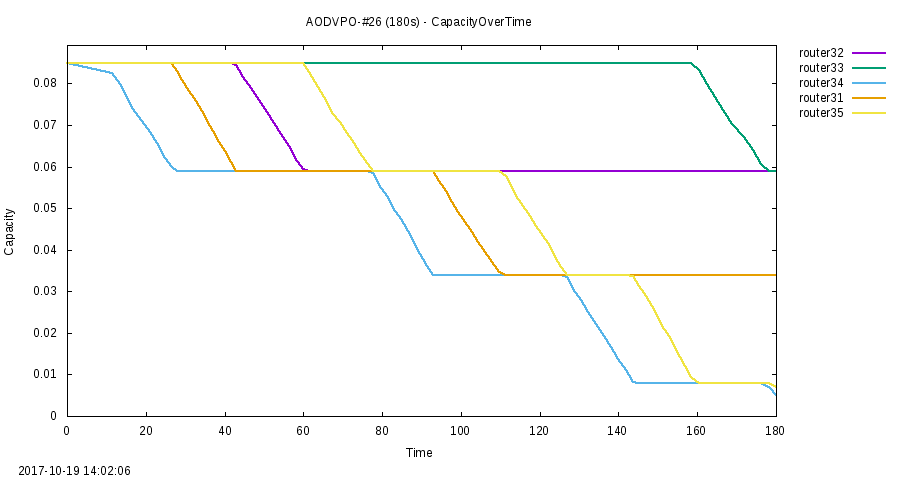 AODVPO-#26 (180s) - CapacityOverTime
router32
router33
router34
router31
router35
0.08
0.07
0.06
0.05
0.04
0.03
0.02
0.01
0
Capacity
0 20 40 60 80 100 120 140 160 180
Time
2017-10-19 14:02:06